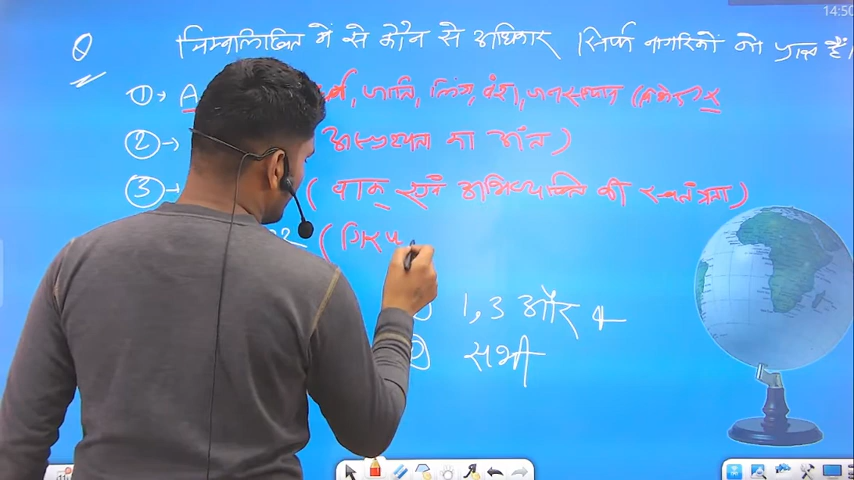 14:50
Q निम्नलिखित में से कौन से अधिकार सिर्फ नागरिकों को प्राप्त हैं
① → A धर्म, जाति, लिंग, वंश, जन्मस्थान
② → अस्पृश्यता का अंत )
③ → ( वाक् एवं अभिव्यक्ति की स्वतंत्रता )
( गिरफ
1, 3 और 4
सभी